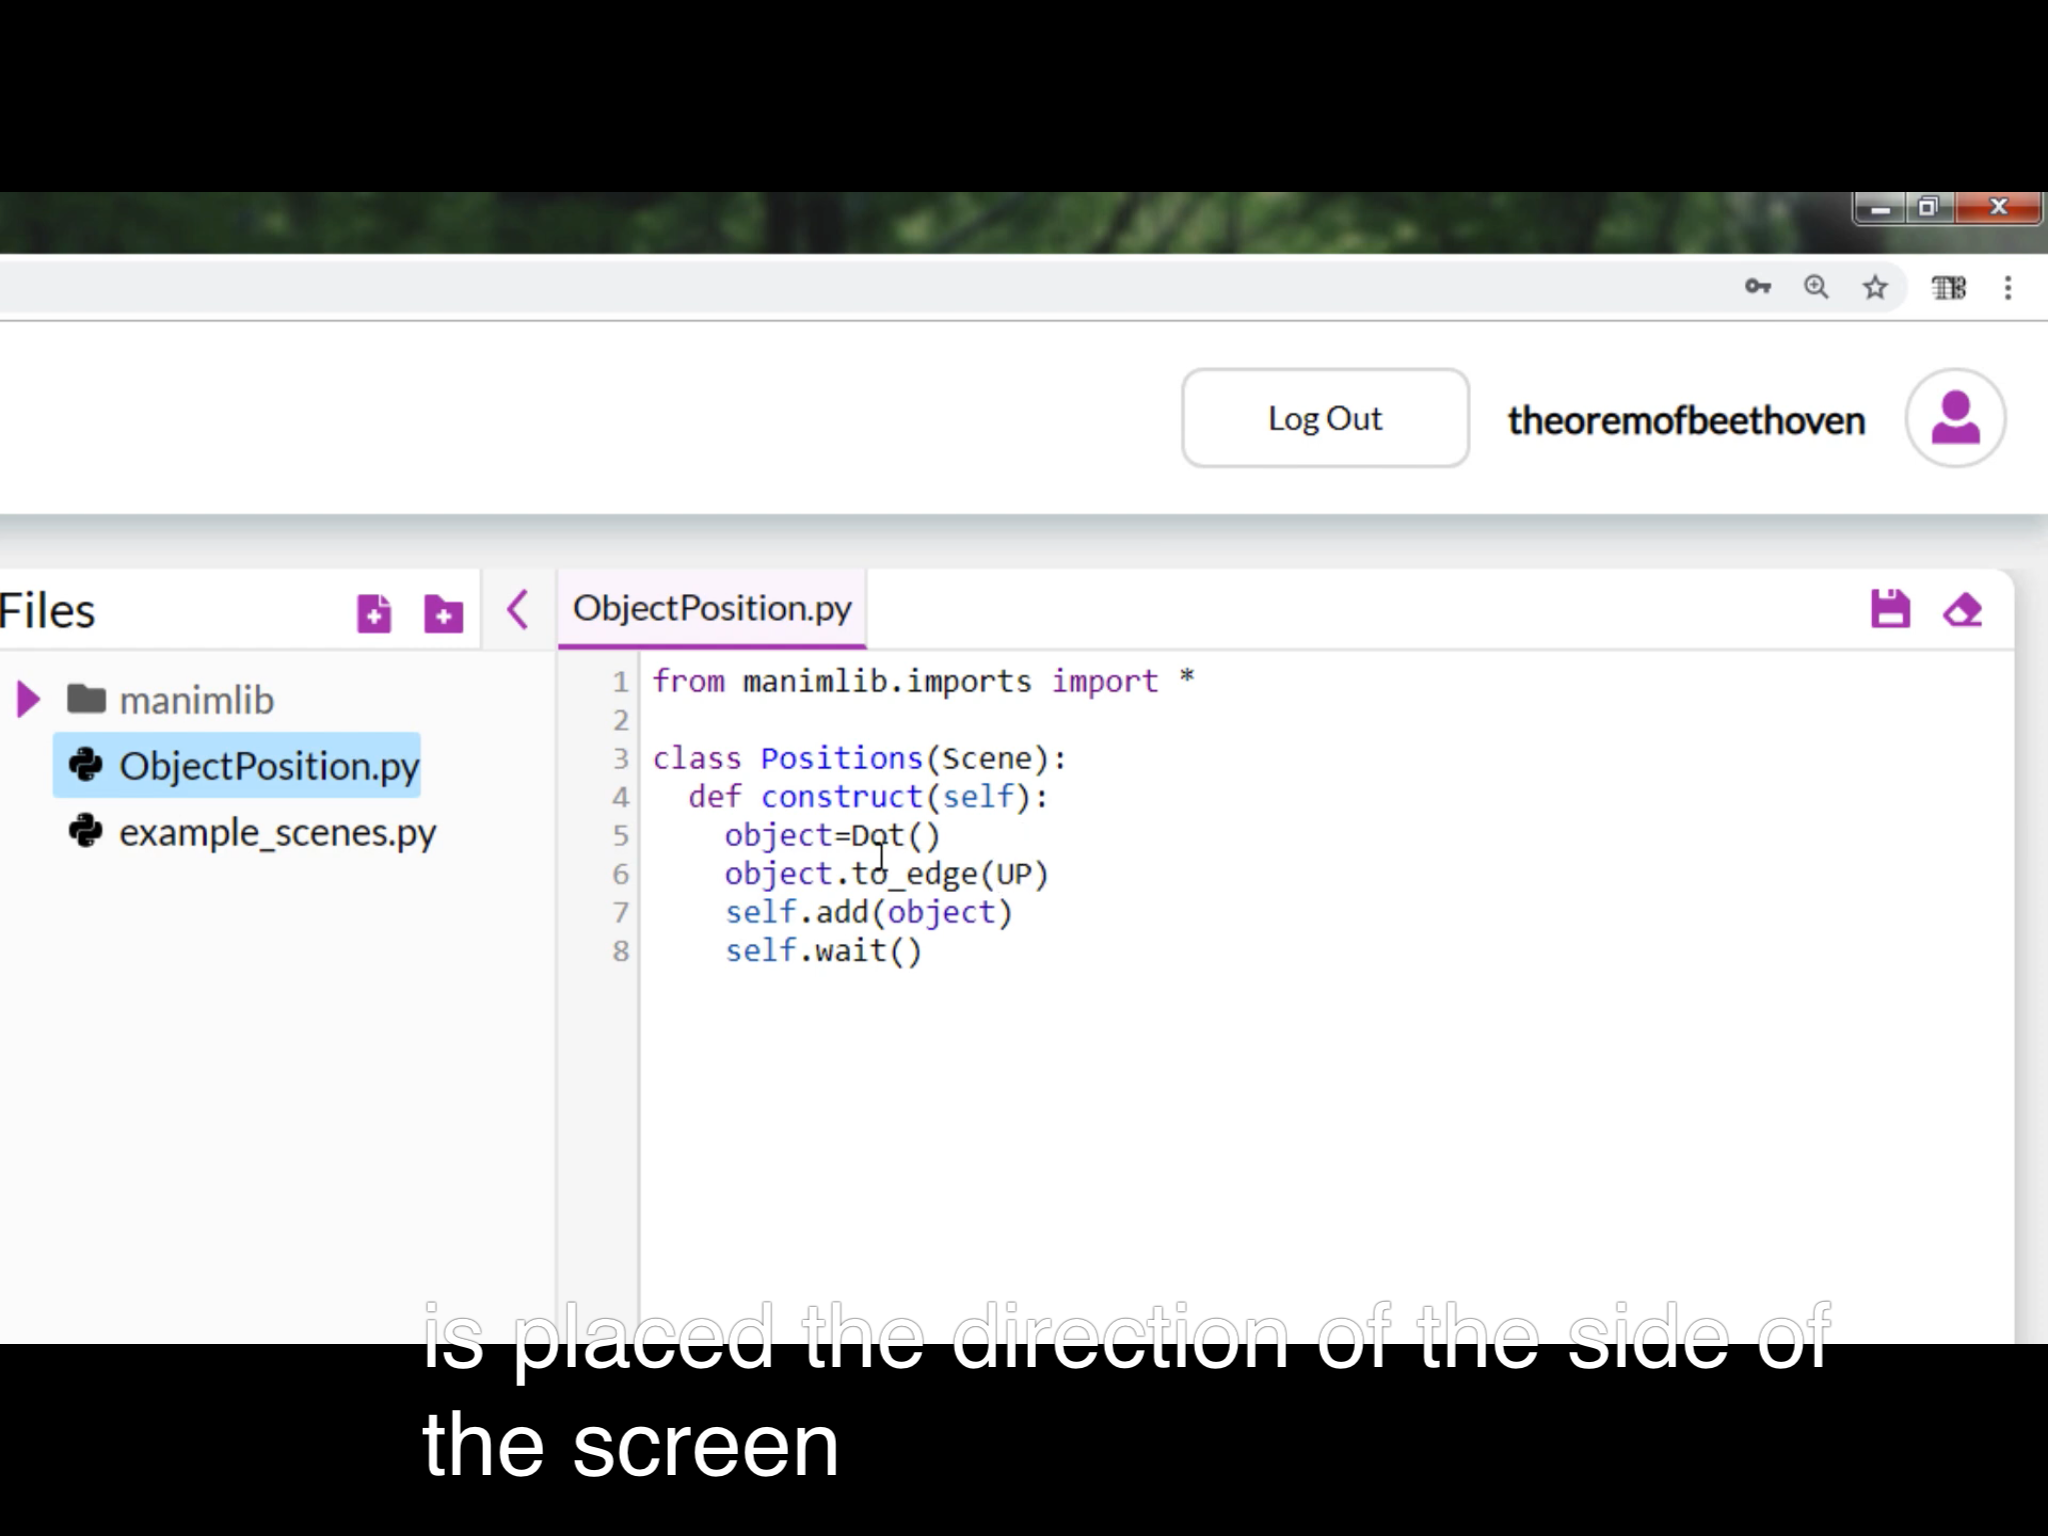 Log Out
theoremofbeethoven
Files
ObjectPosition.py
manimlib
ObjectPosition.py
example_scenes.py
1 from manimlib.imports import *
2
3 class Positions(Scene):
4 def construct(self):
5 object=Dot()
6 object.to_edge(UP)
7 self.add(object)
8 self.wait()
is placed the direction of the side of
the screen